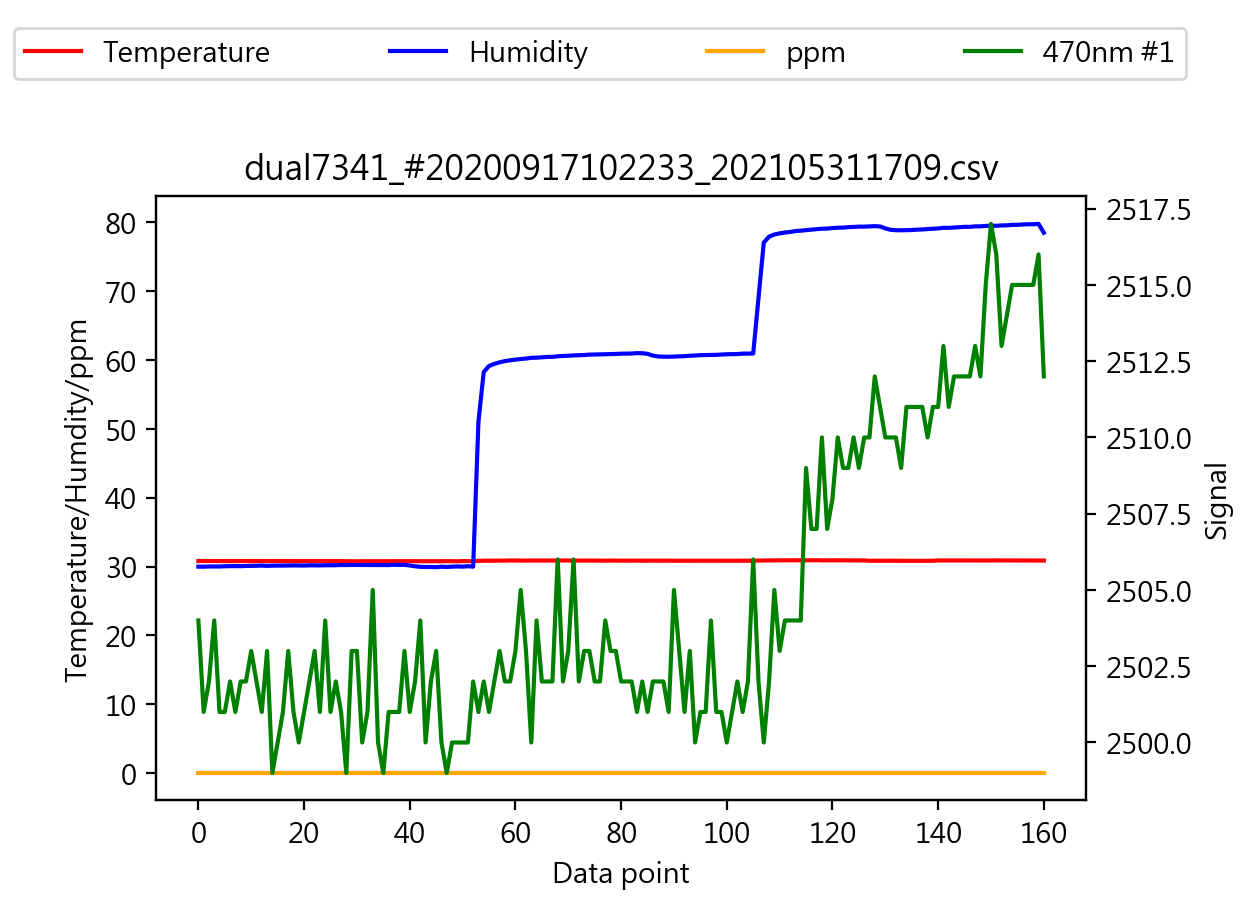 Temperature Humidity ppm 470nm #1
dual7341_#20200917102233_202105311709.csv
Temperature/Humdity/ppm
80
70
60
50
40
30
20
10
0
2517.5
2515.0
2512.5
2510.0
2507.5
2505.0
2502.5
2500.0
Signal
0 20 40 60 80 100 120 140 160
Data point